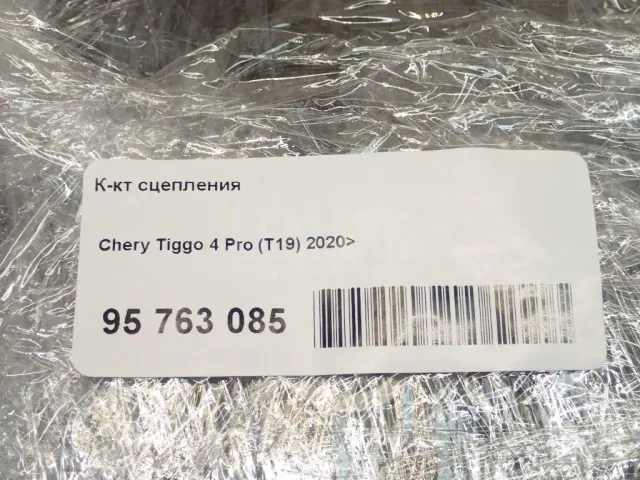 К-кт сцепления
Chery Tiggo 4 Pro (T19) 2020>
95 763 085